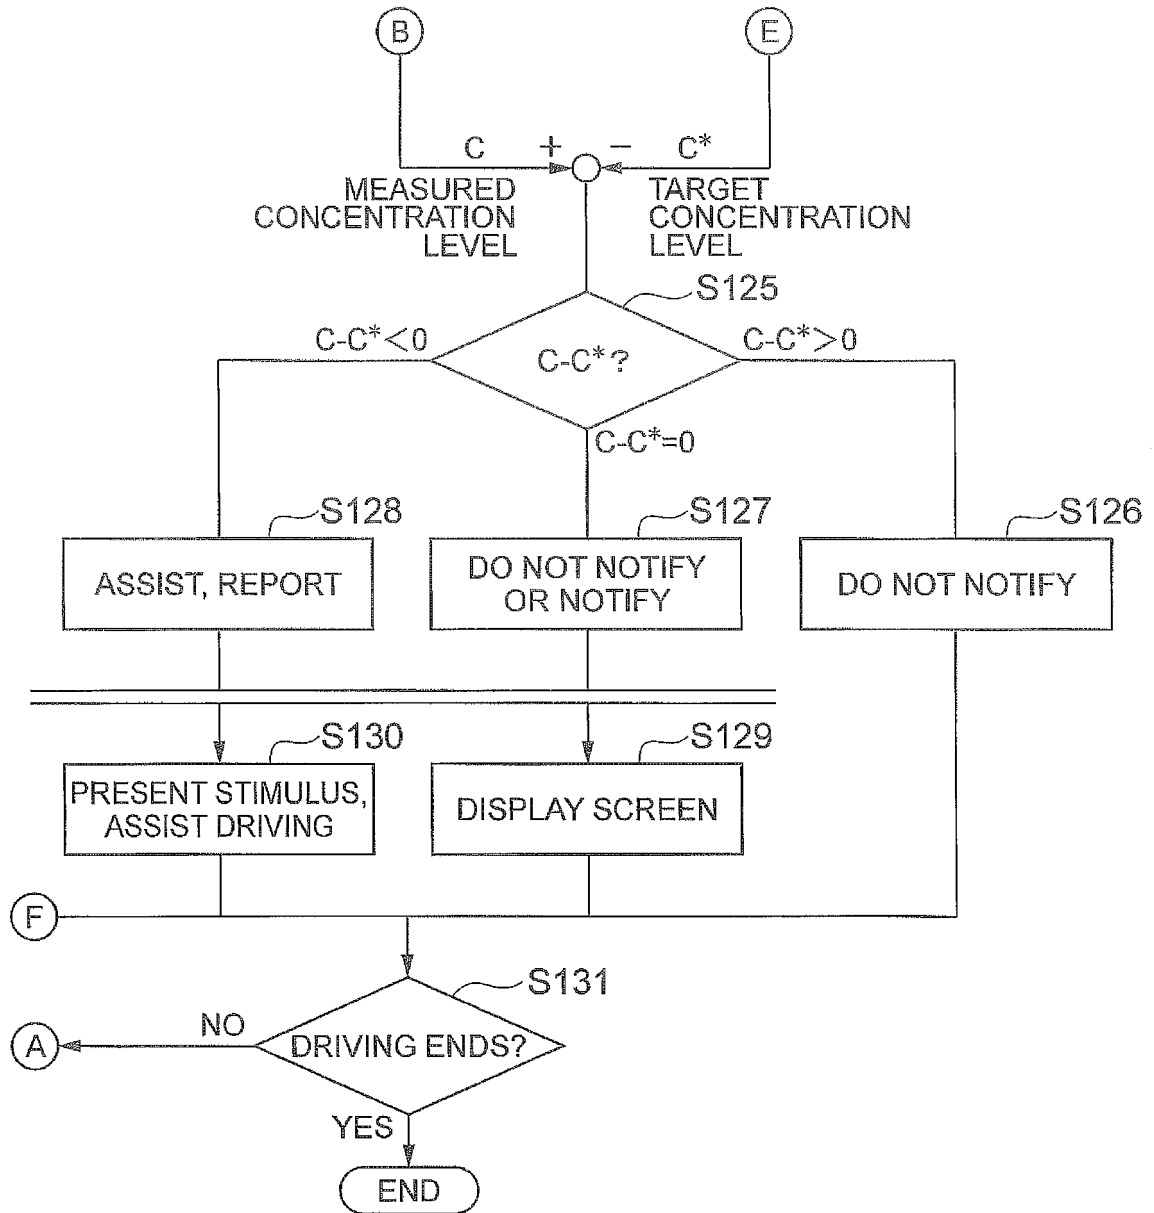 B
E
C
+
−
C*
MEASURED
CONCENTRATION
LEVEL
TARGET
CONCENTRATION
LEVEL
S125
C-C*<0
C-C*?
C-C*>0
C-C*=0
S128
S127
S126
ASSIST, REPORT
DO NOT NOTIFY
OR NOTIFY
DO NOT NOTIFY
S130
S129
PRESENT STIMULUS,
ASSIST DRIVING
DISPLAY SCREEN
F
S131
A
NO
DRIVING ENDS?
YES
END